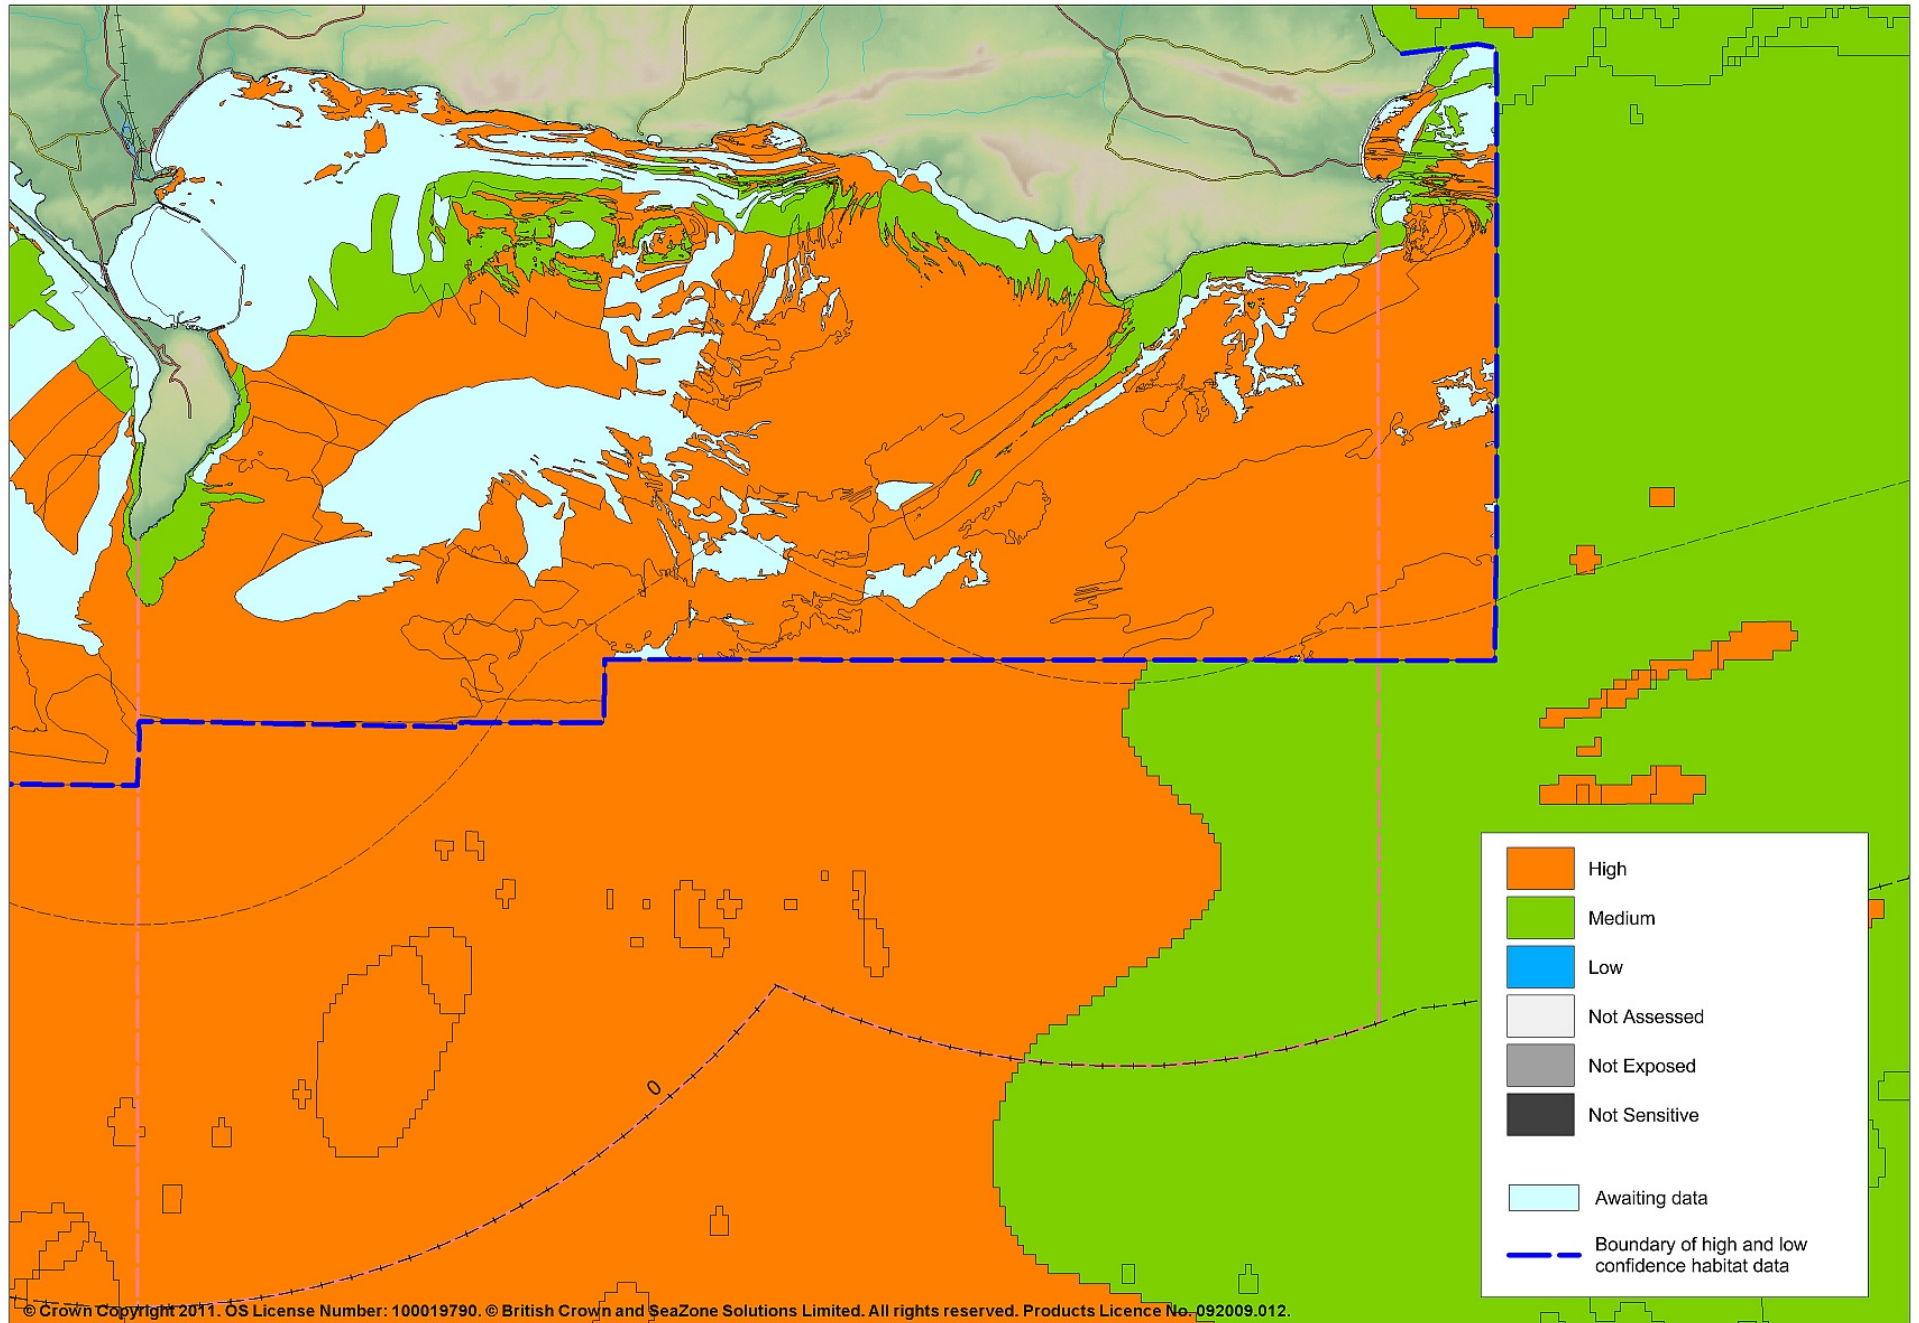 0
High
Medium
Low
Not Assessed
Not Exposed
Not Sensitive
Awaiting data
Boundary of high and low
confidence habitat data
© Crown Copyright 2011. OS License Number: 100019790. © British Crown and SeaZone Solutions Limited. All rights reserved. Products Licence No. 092009.012.